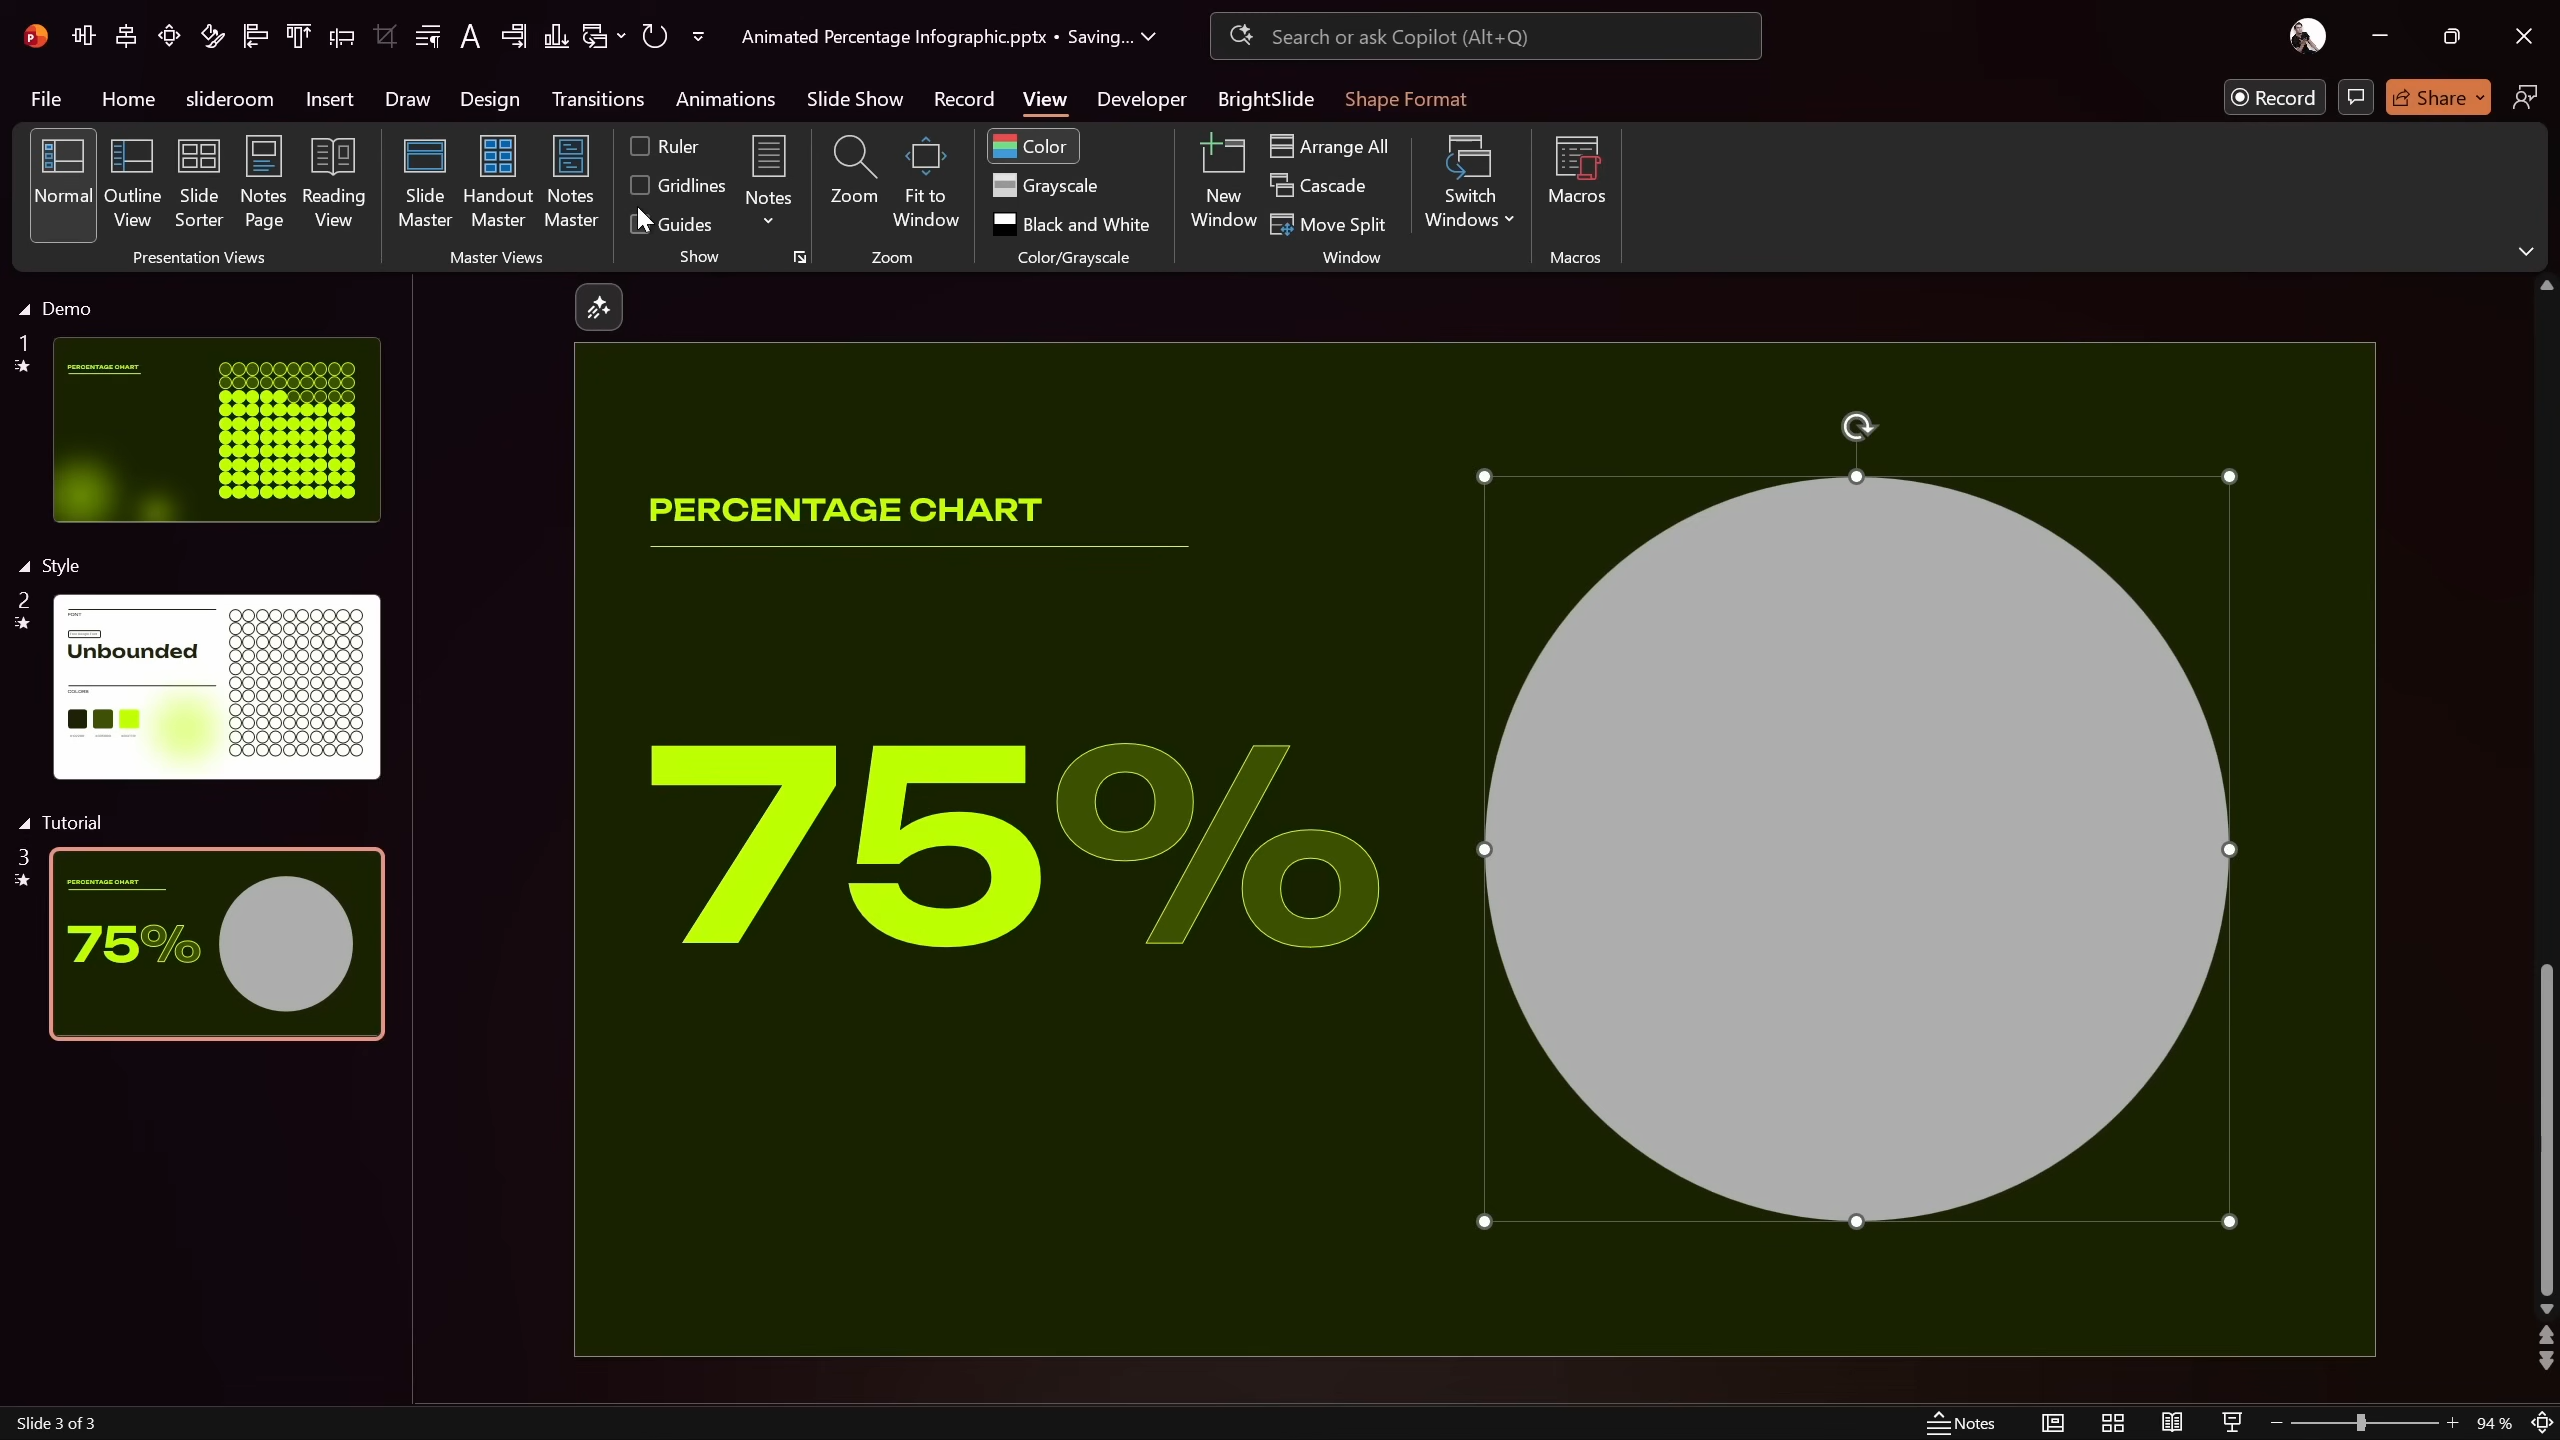 Animated Percentage Infographic.pptx • Saving...
Search or ask Copilot (Alt+Q)
File Home slideroom Insert Draw Design Transitions Animations Slide Show Record View Developer BrightSlide Shape Format
Record Share
Normal
Outline View
Slide Sorter
Notes Page
Reading View
Presentation Views
Slide Master
Handout Master
Notes Master
Master Views
Ruler
Gridlines
Guides
Notes
Show
Zoom
Fit to Window
Zoom
Color
Grayscale
Black and White
Color/Grayscale
New Window
Arrange All
Cascade
Move Split
Switch Windows
Window
Macros
Macros
Demo
1
PERCENTAGE CHART
Style
2
FONT
Unbounded
COLORS
Tutorial
3
PERCENTAGE CHART
75%
PERCENTAGE CHART
75%
Slide 3 of 3
Notes
94 %